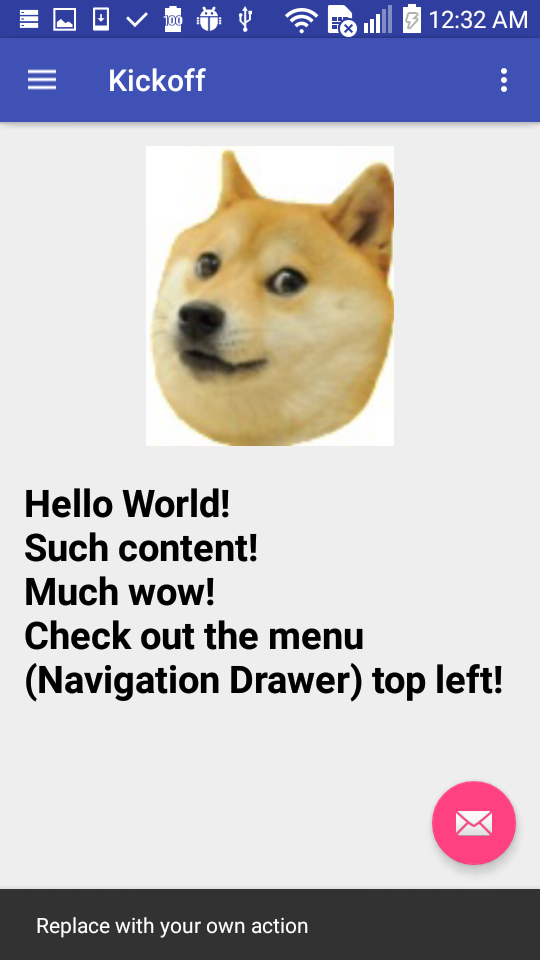 100
12:32 AM
Kickoff
Hello World!
Such content!
Much wow!
Check out the menu
(Navigation Drawer) top left!
Replace with your own action